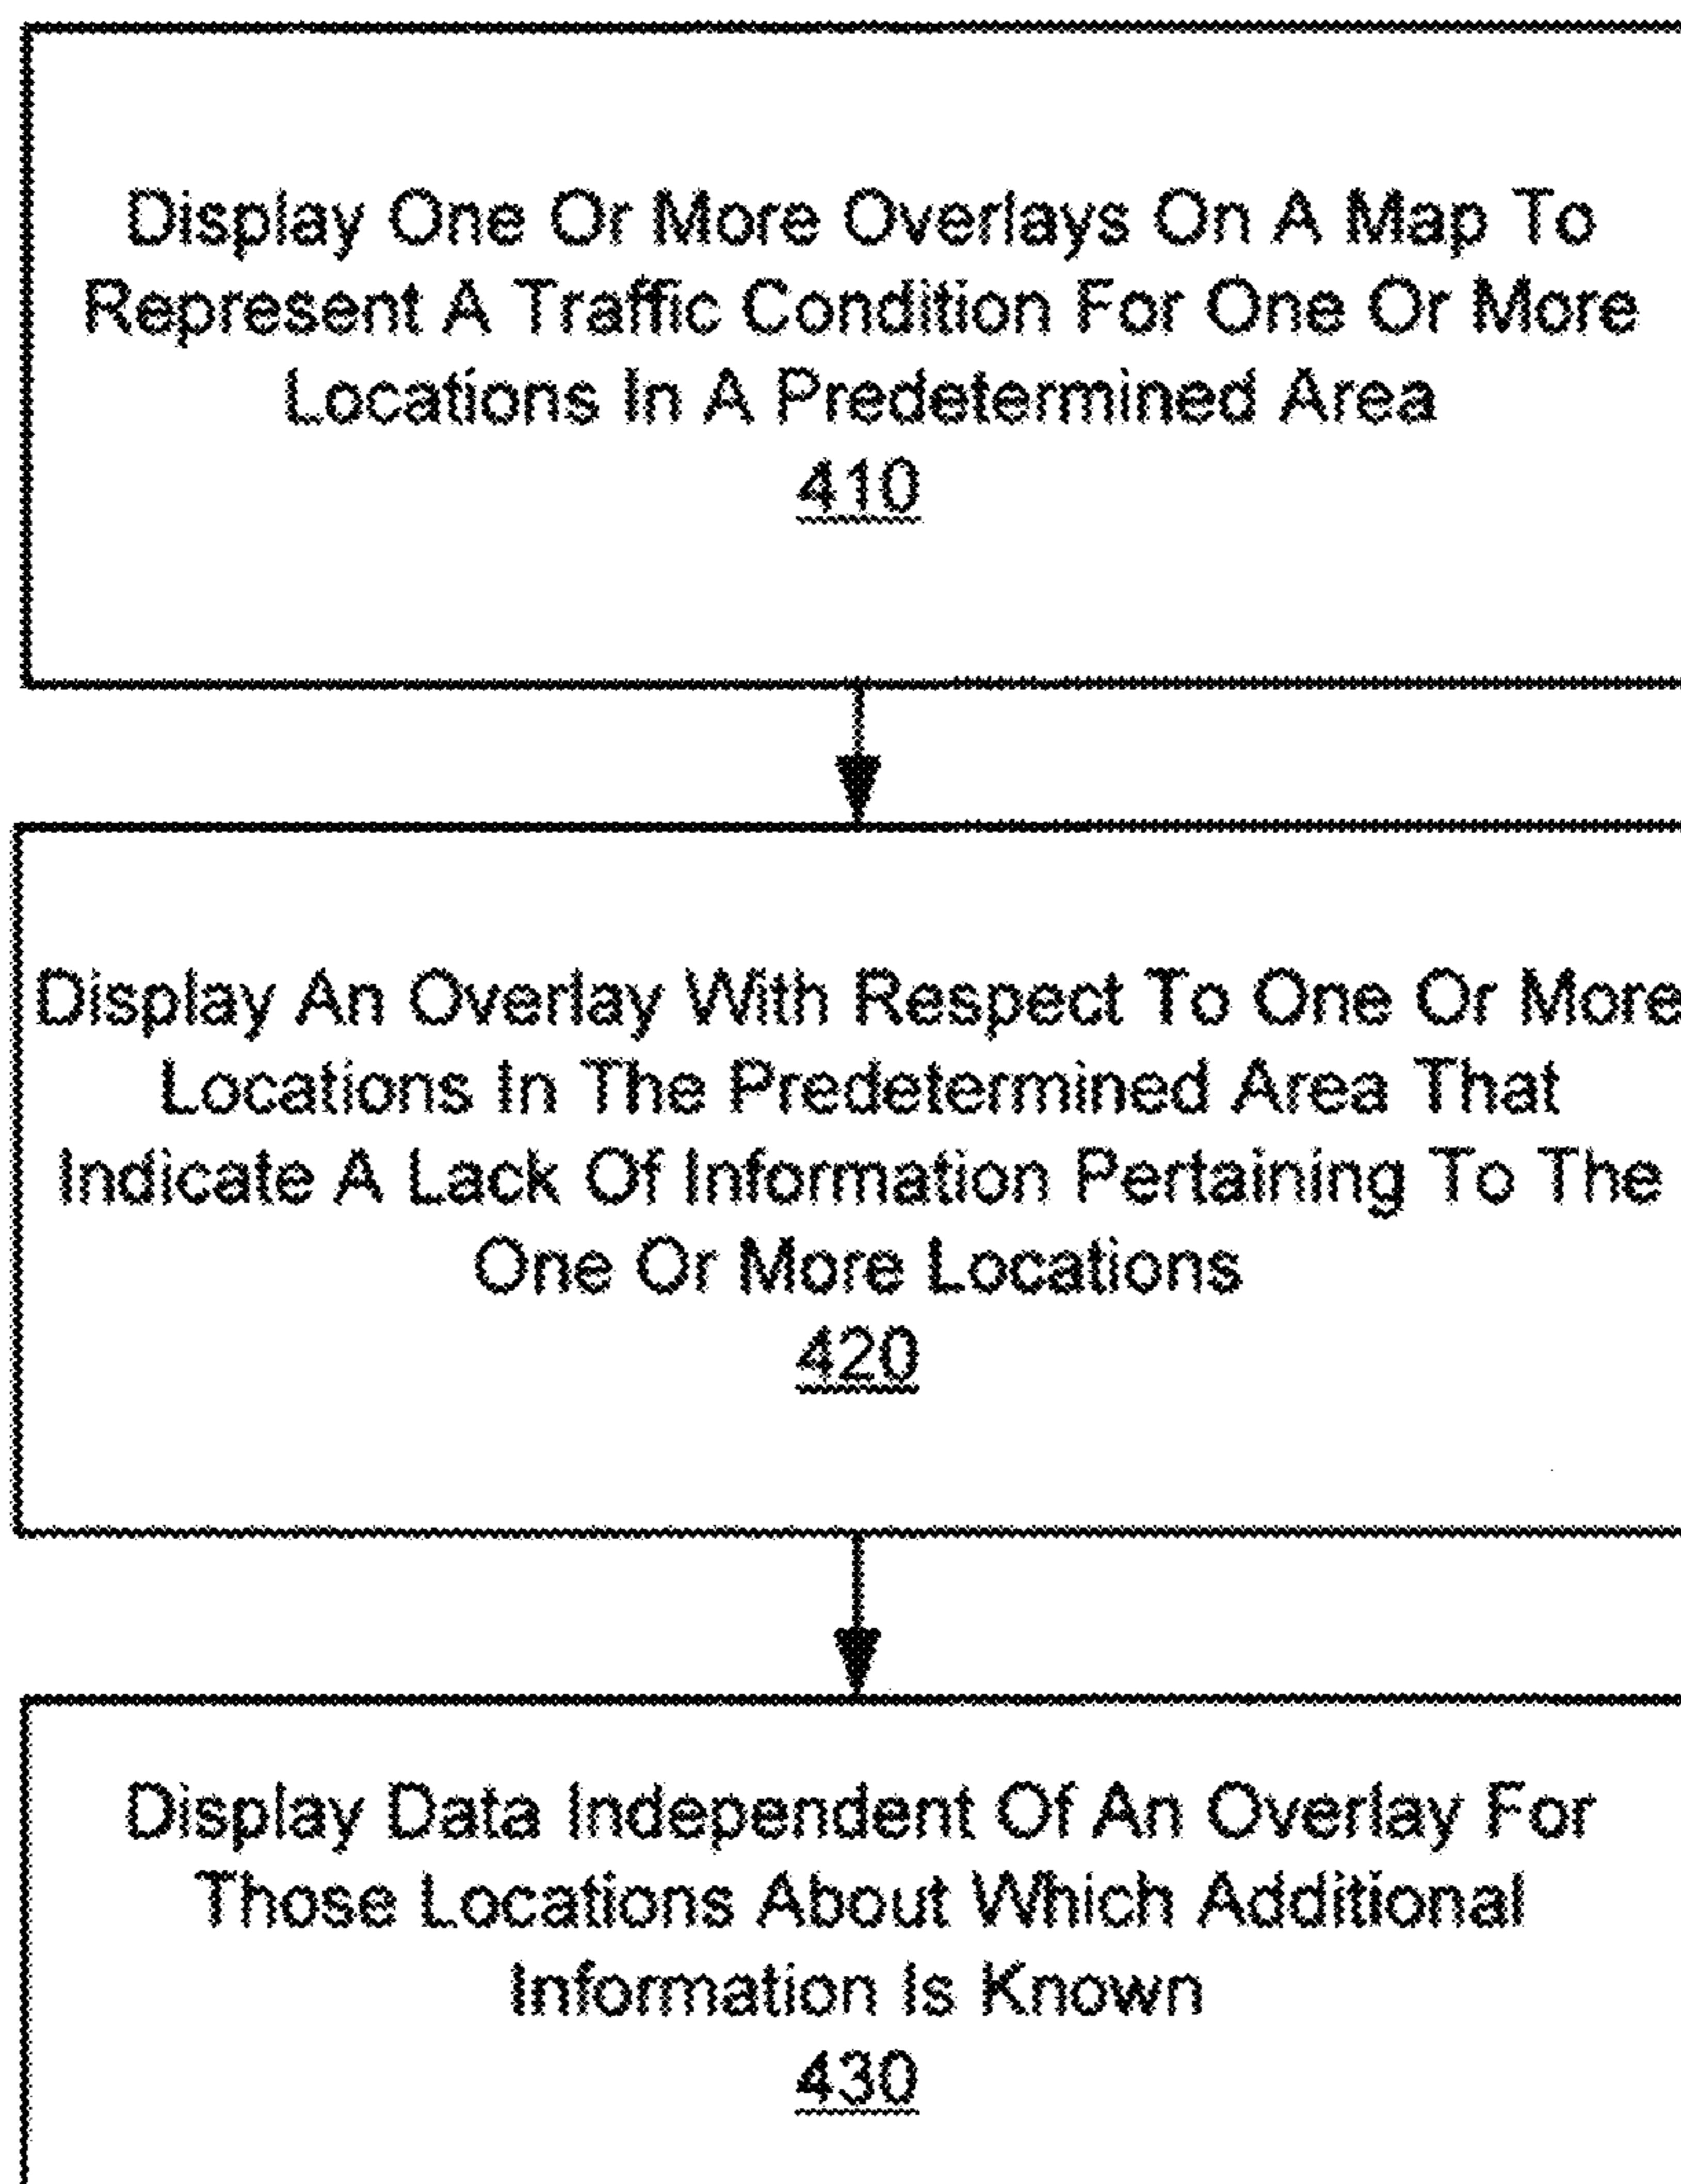 Display One Or More Overlays On A Map To
Represent A Traffic Condition For One Or More
Locations In A Predetermined Area
410
Display An Overlay With Respect To One Or More
Locations In The Predetermined Area That
Indicate A Lack Of Information Pertaining To The
One Or More Locations
420
Display Data Independent Of An Overlay For
Those Locations About Which Additional
Information Is Known
430